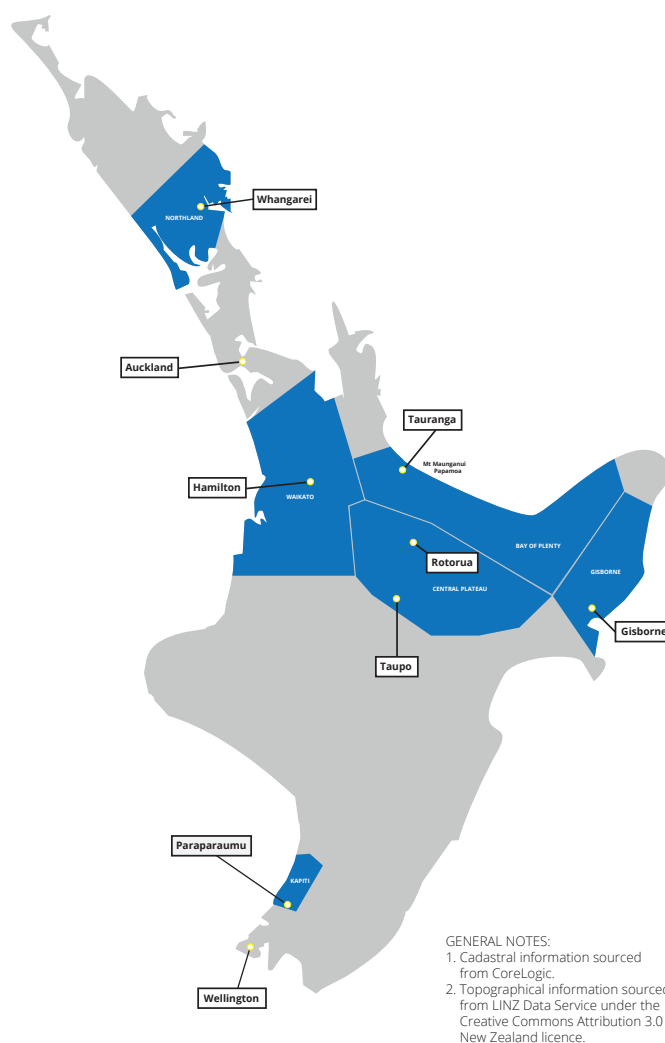 Whangarei
NORTHLAND
Auckland
Tauranga
Mt Maunganui
Papamoa
Hamilton
WAIKATO
BAY OF PLENTY
Rotorua
GISBORNE
CENTRAL PLATEAU
Gisborne
Taupo
Paraparaumu
KAPITI
Wellington
GENERAL NOTES:
1. Cadastral information sourced
from CoreLogic.
2. Topographical information sourced
from LINZ Data Service under the
Creative Commons Attribution 3.0
New Zealand licence.